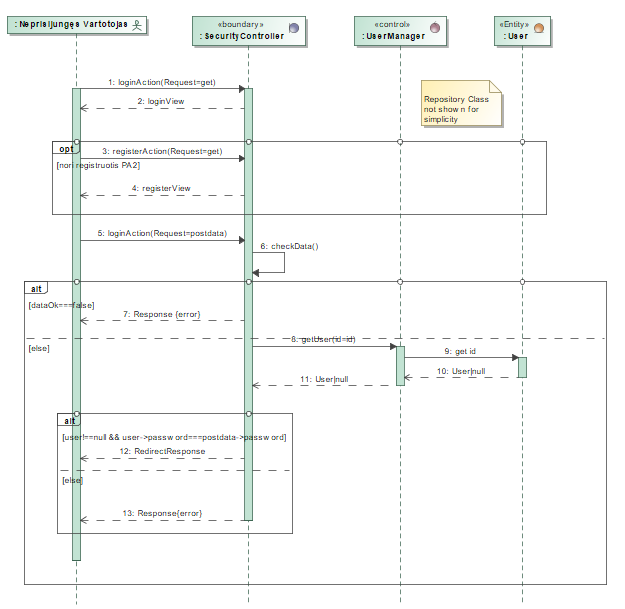 : Neprisijungęs Vartotojas
«boundary»
: SecurityController
«control»
: UserManager
«Entity»
: User
1: loginAction(Request=get)
2: loginView
Repository Class
not shown for
simplicity
opt
3: registerAction(Request=get)
[nori registruotis PA2]
4: registerView
5: loginAction(Request=postdata)
6: checkData()
alt
[dataOk===false]
7: Response {error}
[else]
8: getUser(id=id)
9: get id
10: User|null
11: User|null
alt
[user!==null && user->password===postdata->password]
12: RedirectResponse
[else]
13: Response{error}